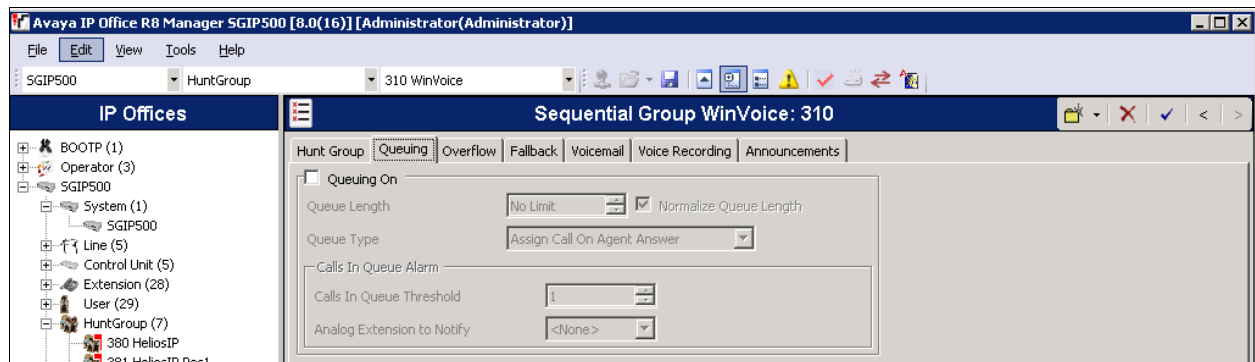 Avaya IP Office R8 Manager SGIP500 [8.0(16)] [Administrator(Administrator)]
File Edit View Tools Help
SGIP500 HuntGroup 310 WinVoice
IP Offices
BOOTP (1)
Operator (3)
SGIP500
System (1)
SGIP500
Line (5)
Control Unit (5)
Extension (28)
User (29)
HuntGroup (7)
380 HeliosIP
381 HeliosIP Pos1
Sequential Group WinVoice: 310
Hunt Group Queuing Overflow Fallback Voicemail Voice Recording Announcements
Queuing On
Queue Length No Limit Normalize Queue Length
Queue Type Assign Call On Agent Answer
Calls In Queue Alarm
Calls In Queue Threshold 1
Analog Extension to Notify <None>